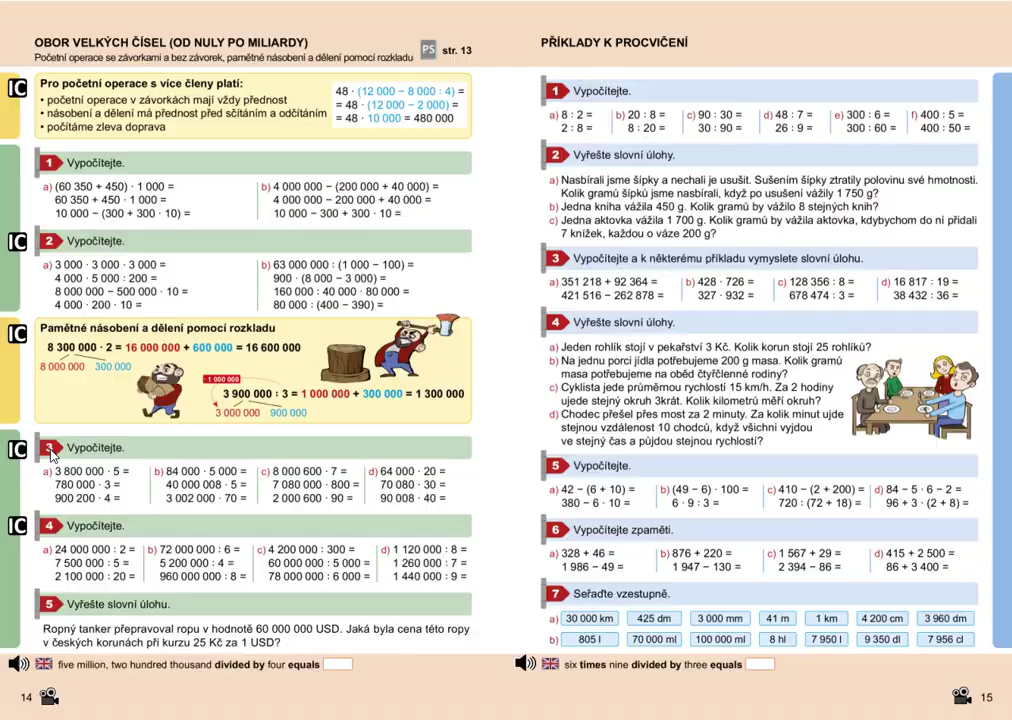 OBOR VELKÝCH ČÍSEL (OD NULY PO MILIARDY)
Početní operace se závorkami a bez závorek, pamětné násobení a dělení pomocí rozkladu
PS str. 13
IC
Pro početní operace s více členy platí:
• početní operace v závorkách mají vždy přednost
• násobení a dělení má přednost před sčítáním a odčítáním
• počítáme zleva doprava
48 · (12 000 − 8 000 : 4) =
= 48 · (12 000 − 2 000) =
= 48 · 10 000 = 480 000
1 Vypočítejte.
a) (60 350 + 450) · 1 000 =
60 350 + 450 · 1 000 =
10 000 − (300 + 300 · 10) =
b) 4 000 000 − (200 000 + 40 000) =
4 000 000 − 200 000 + 40 000 =
10 000 − 300 + 300 · 10 =
IC
2 Vypočítejte.
a) 3 000 · 3 000 · 3 000 =
4 000 · 5 000 : 200 =
8 000 000 − 500 000 · 10 =
4 000 · 200 · 10 =
b) 63 000 000 : (1 000 − 100) =
900 · (8 000 − 3 000) =
160 000 : 40 000 · 80 000 =
80 000 : (400 − 390) =
IC
Pamětné násobení a dělení pomocí rozkladu
8 300 000 · 2 = 16 000 000 + 600 000 = 16 600 000
8 000 000 300 000
· 1 000 000
3 900 000 : 3 = 1 000 000 + 300 000 = 1 300 000
3 000 000 900 000
IC
3 Vypočítejte.
a) 3 800 000 · 5 =
780 000 · 3 =
900 200 · 4 =
b) 84 000 · 5 000 =
40 000 008 · 5 =
3 002 000 · 70 =
c) 8 000 600 · 7 =
7 080 000 · 800 =
2 000 600 · 90 =
d) 64 000 · 20 =
70 080 · 30 =
90 008 · 40 =
IC
4 Vypočítejte.
a) 24 000 000 : 2 =
7 500 000 : 5 =
2 100 000 : 20 =
b) 72 000 000 : 6 =
5 200 000 : 4 =
960 000 000 : 8 =
c) 4 200 000 : 300 =
60 000 000 : 5 000 =
78 000 000 : 6 000 =
d) 1 120 000 : 8 =
1 260 000 : 7 =
1 440 000 : 9 =
5 Vyřešte slovní úlohu.
Ropný tanker přepravoval ropu v hodnotě 60 000 000 USD. Jaká byla cena této ropy
v českých korunách při kurzu 25 Kč za 1 USD?
five million, two hundred thousand divided by four equals
14
PŘÍKLADY K PROCVIČENÍ
1 Vypočítejte.
a) 8 : 2 =
2 : 8 =
b) 20 : 8 =
8 : 20 =
c) 90 : 30 =
30 : 90 =
d) 48 : 7 =
26 : 9 =
e) 300 : 6 =
300 : 60 =
f) 400 : 5 =
400 : 50 =
2 Vyřešte slovní úlohy.
a) Nasbírali jsme šípky a nechali je usušit. Sušením šípky ztratily polovinu své hmotnosti.
Kolik gramů šípků jsme nasbírali, když po usušení vážily 1 750 g?
b) Jedna kniha vážila 450 g. Kolik gramů by vážilo 8 stejných knih?
c) Jedna aktovka vážila 1 700 g. Kolik gramů by vážila aktovka, kdybychom do ní přidali
7 knížek, každou o váze 200 g?
3 Vypočítejte a k některému příkladu vymyslete slovní úlohu.
a) 351 218 + 92 364 =
421 516 − 262 878 =
b) 428 · 726 =
327 · 932 =
c) 128 356 : 8 =
678 474 : 3 =
d) 16 817 : 19 =
38 432 : 36 =
4 Vyřešte slovní úlohy.
a) Jeden rohlík stojí v pekařství 3 Kč. Kolik korun stojí 25 rohlíků?
b) Na jednu porci jídla potřebujeme 200 g masa. Kolik gramů
masa potřebujeme na oběd čtyřčlenné rodiny?
c) Cyklista jede průměrnou rychlostí 15 km/h. Za 2 hodiny
ujede stejný okruh 3krát. Kolik kilometrů měří okruh?
d) Chodec přešel přes most za 2 minuty. Za kolik minut ujde
stejnou vzdálenost 10 chodců, když všichni vyjdou
ve stejný čas a půjdou stejnou rychlostí?
5 Vypočítejte.
a) 42 − (6 + 10) =
380 − 6 · 10 =
b) (49 − 6) · 100 =
6 · 9 : 3 =
c) 410 − (2 + 200) =
720 : (72 + 18) =
d) 84 − 5 · 6 − 2 =
96 + 3 · (2 + 8) =
6 Vypočítejte zpaměti.
a) 328 + 46 =
1 986 − 49 =
b) 876 + 220 =
1 947 − 130 =
c) 1 567 + 29 =
2 394 − 86 =
d) 415 + 2 500 =
86 + 3 400 =
7 Seřaďte vzestupně.
a) 30 000 km 425 dm 3 000 mm 41 m 1 km 4 200 cm 3 960 dm
b) 805 l 70 000 ml 100 000 ml 8 hl 7 950 l 9 350 dl 7 956 cl
six times nine divided by three equals
15